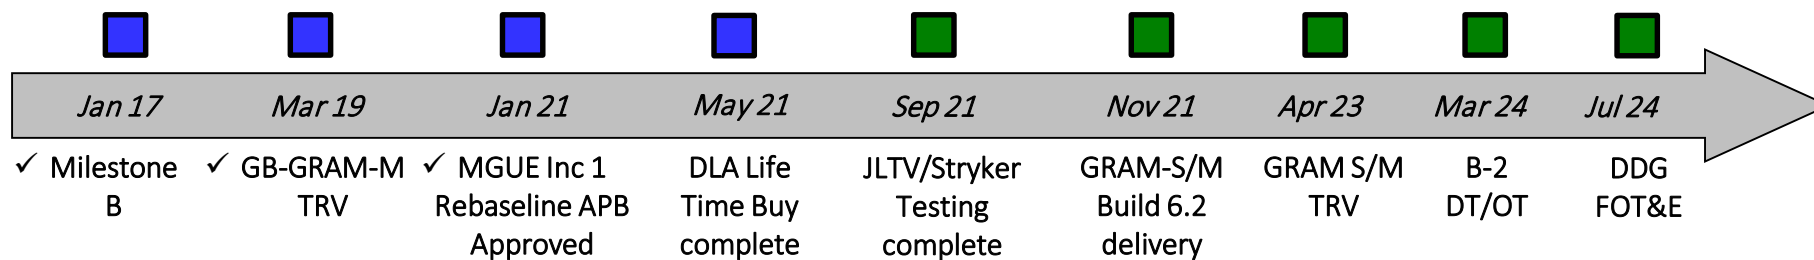 Jan 17
Mar 19
Jan 21
May 21
Sep 21
Nov 21
Apr 23
Mar 24
Jul 24
✓ Milestone
B
✓ GB-GRAM-M
TRV
✓ MGUE Inc 1
Rebaseline APB
Approved
DLA Life
Time Buy
complete
JLTV/Stryker
Testing
complete
GRAM-S/M
Build 6.2
delivery
GRAM S/M
TRV
B-2
DT/OT
DDG
FOT&E